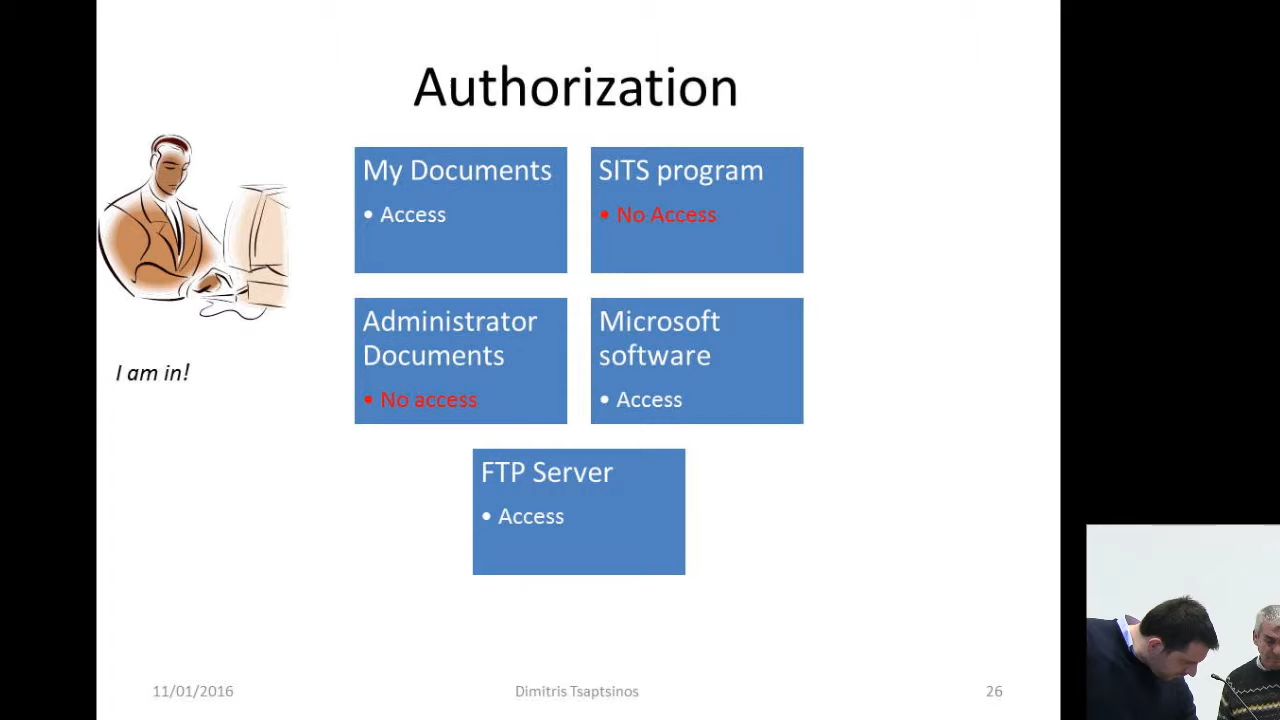 Authorization
My Documents
• Access
SITS program
• No Access
Administrator
Documents
• No access
Microsoft
software
• Access
I am in!
FTP Server
• Access
11/01/2016
Dimitris Tsaptsinos
26